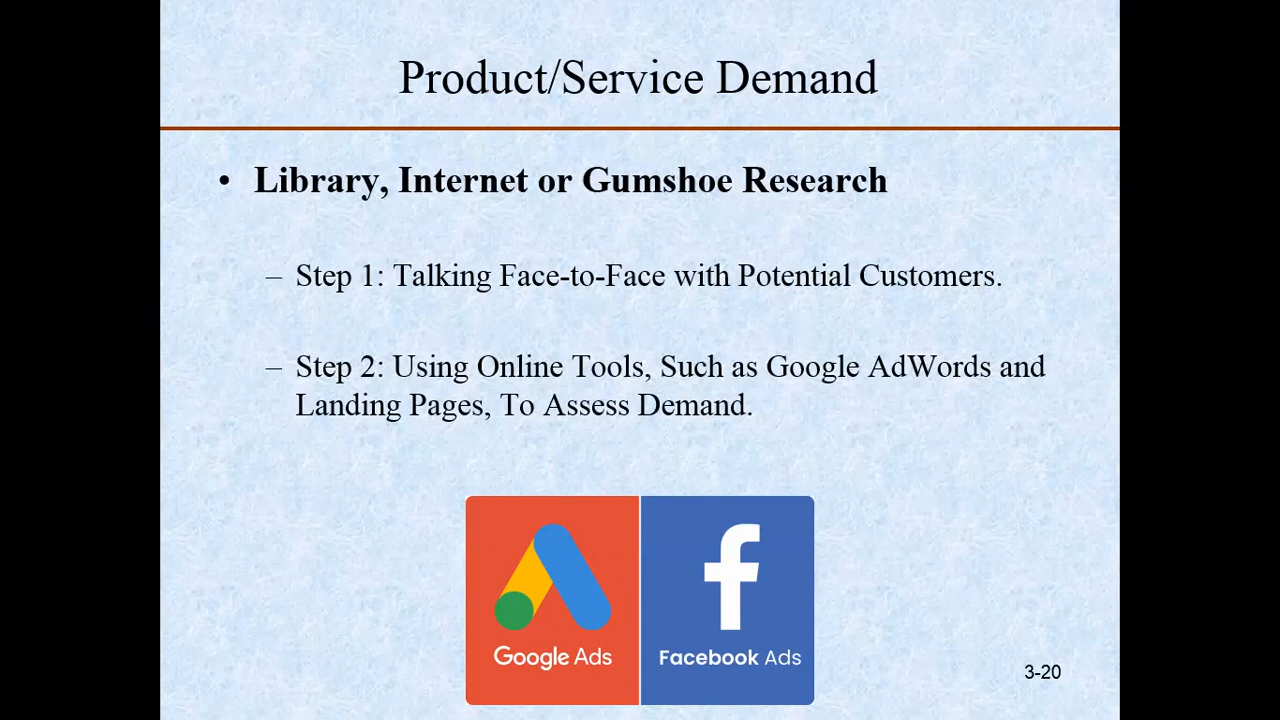 Product/Service Demand
• Library, Internet or Gumshoe Research
– Step 1: Talking Face-to-Face with Potential Customers.
– Step 2: Using Online Tools, Such as Google AdWords and
Landing Pages, To Assess Demand.
Google Ads
Facebook Ads
3-20